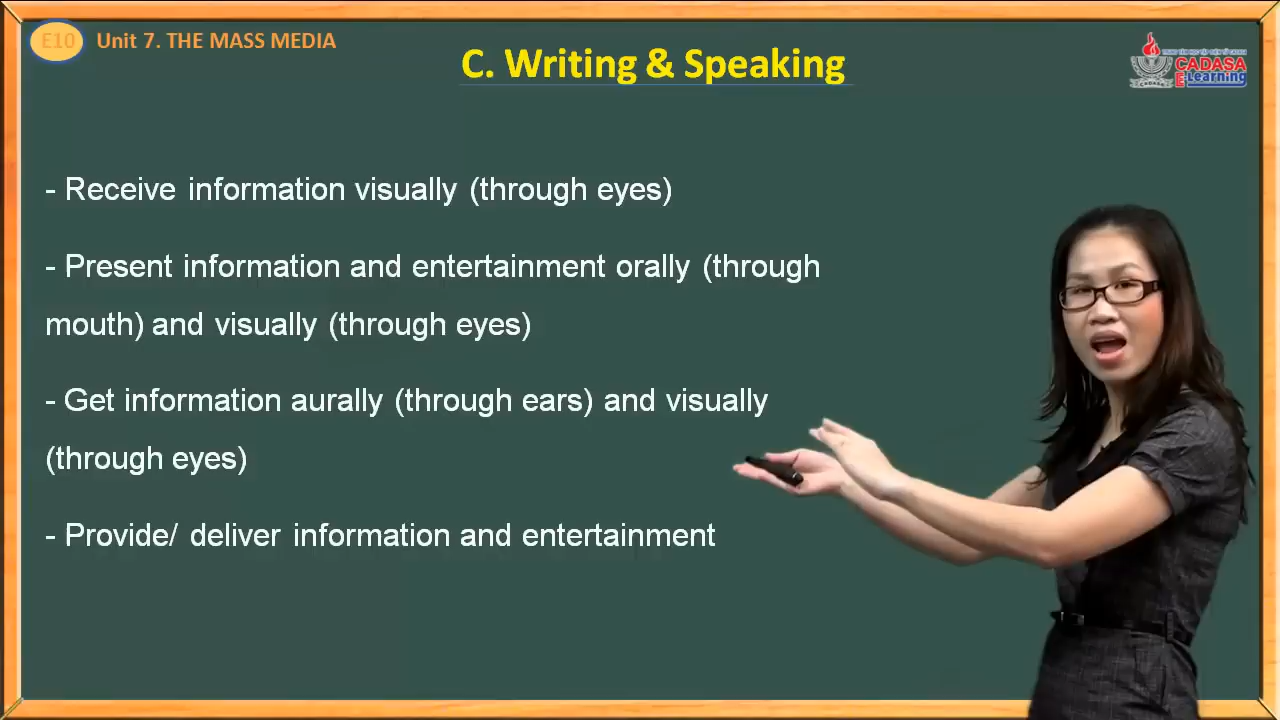 E10 Unit 7. THE MASS MEDIA
C. Writing & Speaking
CADASA
E-Learning
- Receive information visually (through eyes)
- Present information and entertainment orally (through
mouth) and visually (through eyes)
- Get information aurally (through ears) and visually
(through eyes)
- Provide/ deliver information and entertainment